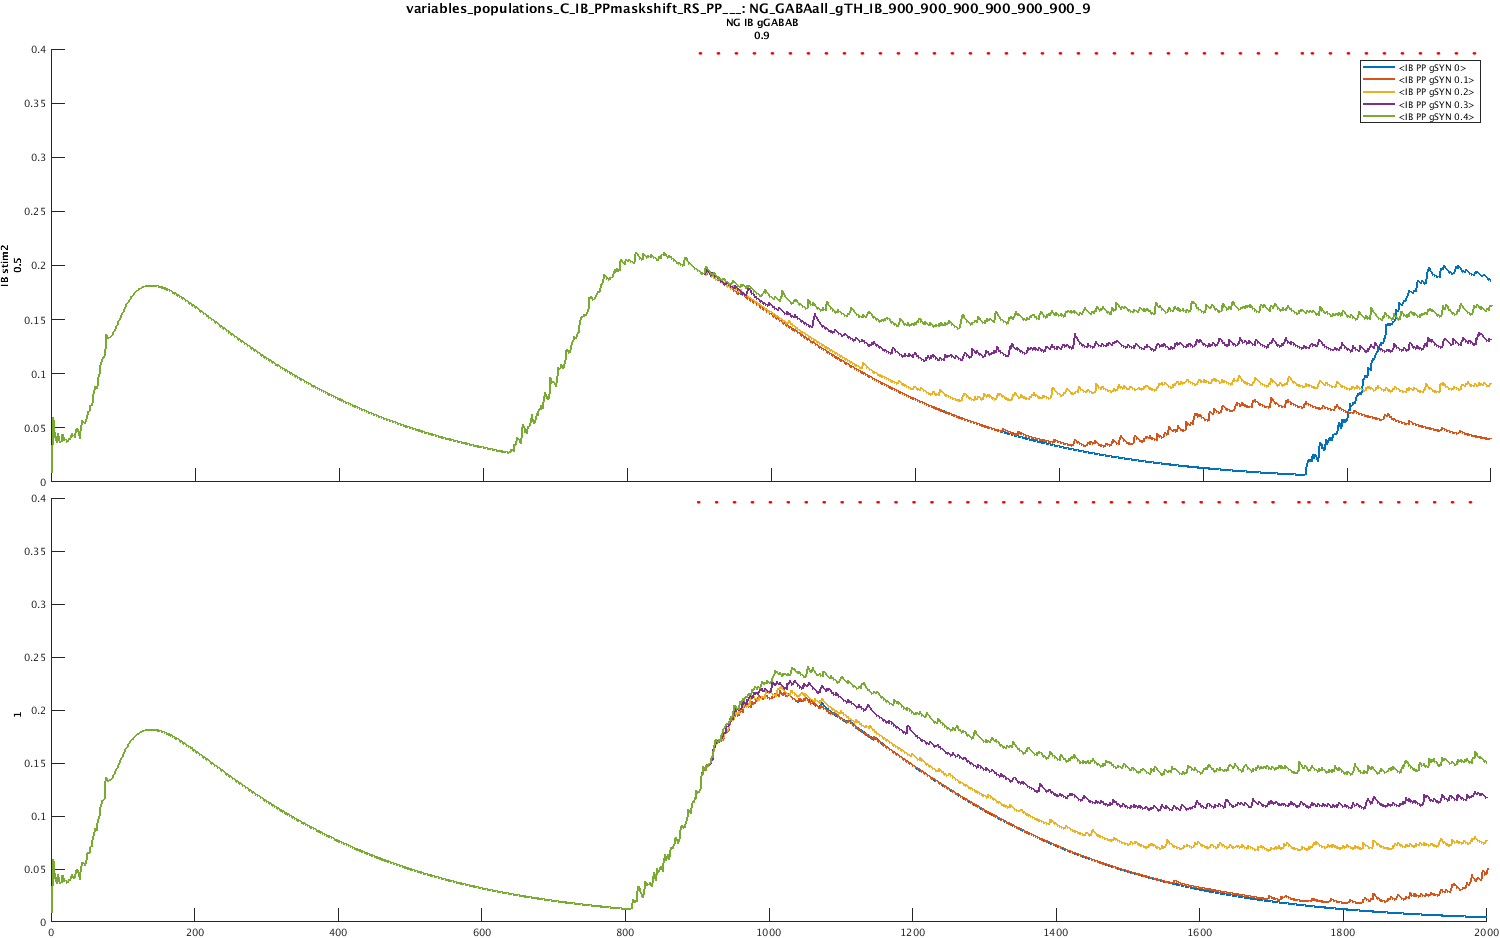 variables_populations_C_IB_PPmaskshift_RS_PP___: NG_GABAall_gTH_IB_900_900_900_900_900_900_9
NG IB gGABAB
0.9
IB stim2
0.5
0.4
0.35
0.3
0.25
0.2
0.15
0.1
0.05
0
<IB PP gSYN 0>
<IB PP gSYN 0.1>
<IB PP gSYN 0.2>
<IB PP gSYN 0.3>
<IB PP gSYN 0.4>
1
0.4
0.35
0.3
0.25
0.2
0.15
0.1
0.05
0
0 200 400 600 800 1000 1200 1400 1600 1800 2000